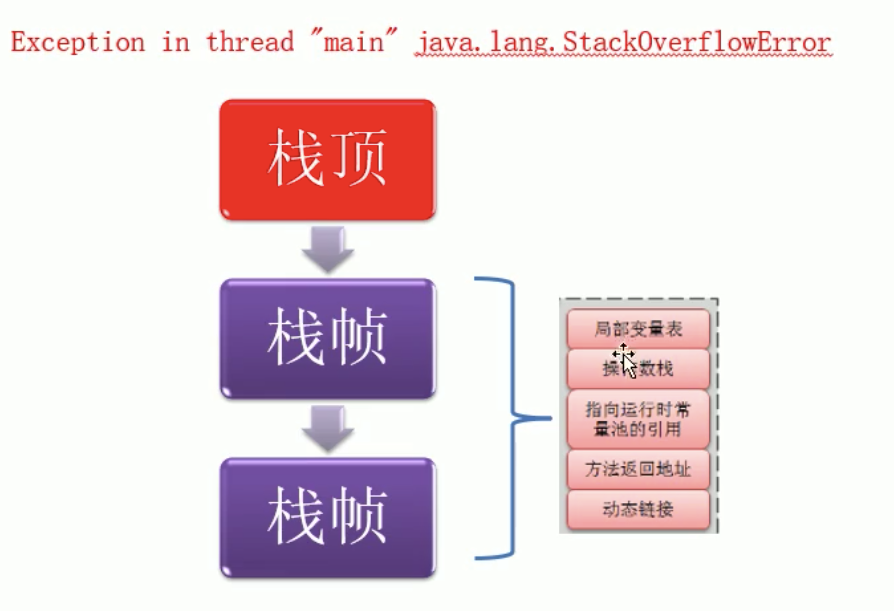 Exception in thread "main" java.lang.StackOverflowError
栈顶
栈帧
栈帧
局部变量表
操作数栈
指向运行时常
量池的引用
方法返回地址
动态链接